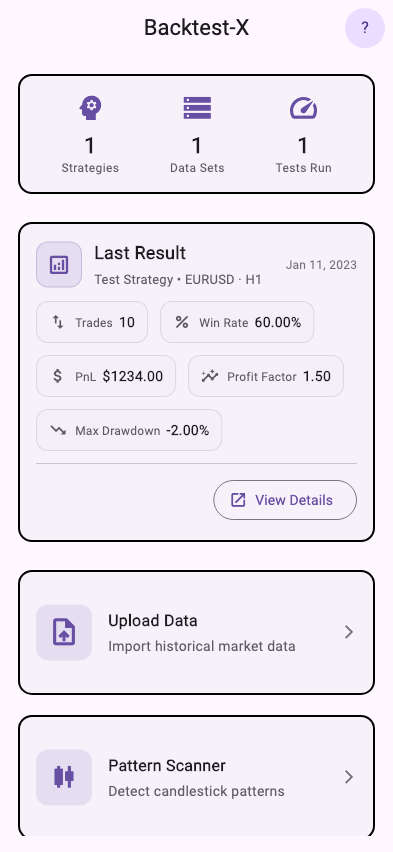 Backtest-X
?
1
1
1
Strategies
Data Sets
Tests Run
Last Result
Jan 11, 2023
Test Strategy • EURUSD · H1
Trades 10
Win Rate 60.00%
PnL $1234.00
Profit Factor 1.50
Max Drawdown -2.00%
View Details
Upload Data
Import historical market data
Pattern Scanner
Detect candlestick patterns